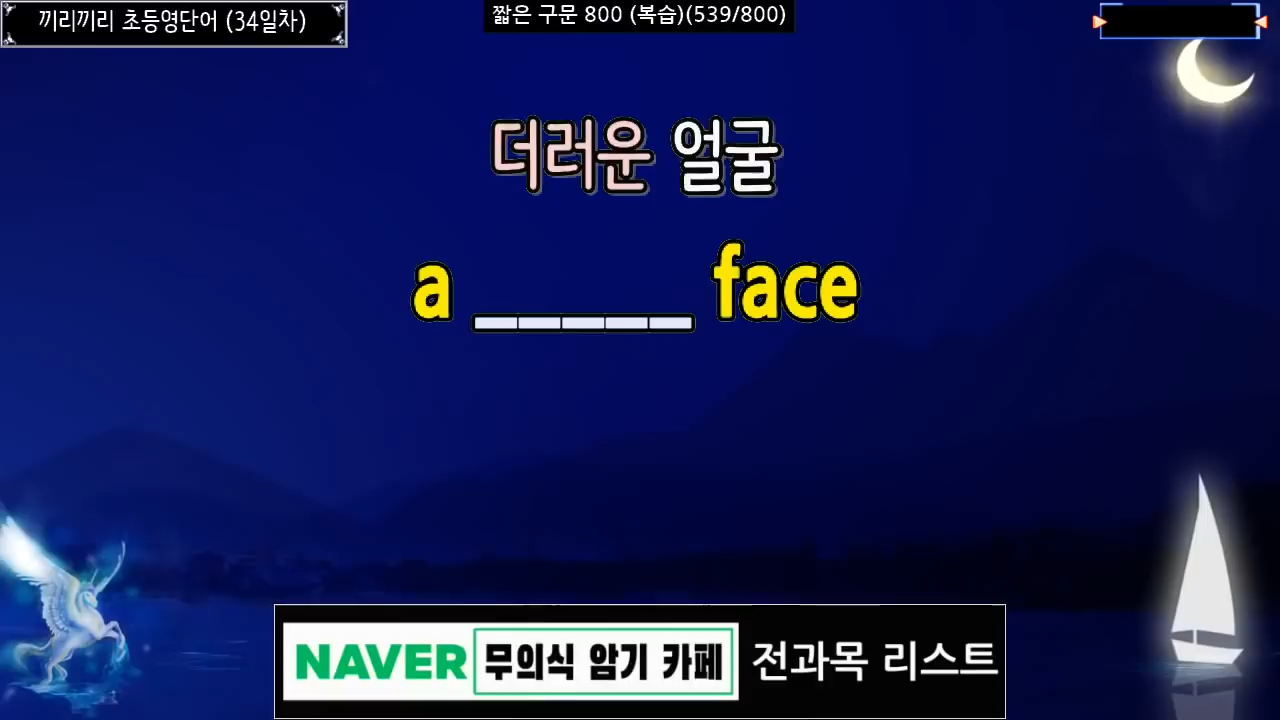 끼리끼리 초등영단어 (34일차)
짧은 구문 800 (복습)(539/800)
더러운 얼굴
a _____ face
NAVER 무의식 암기 카페 전과목 리스트